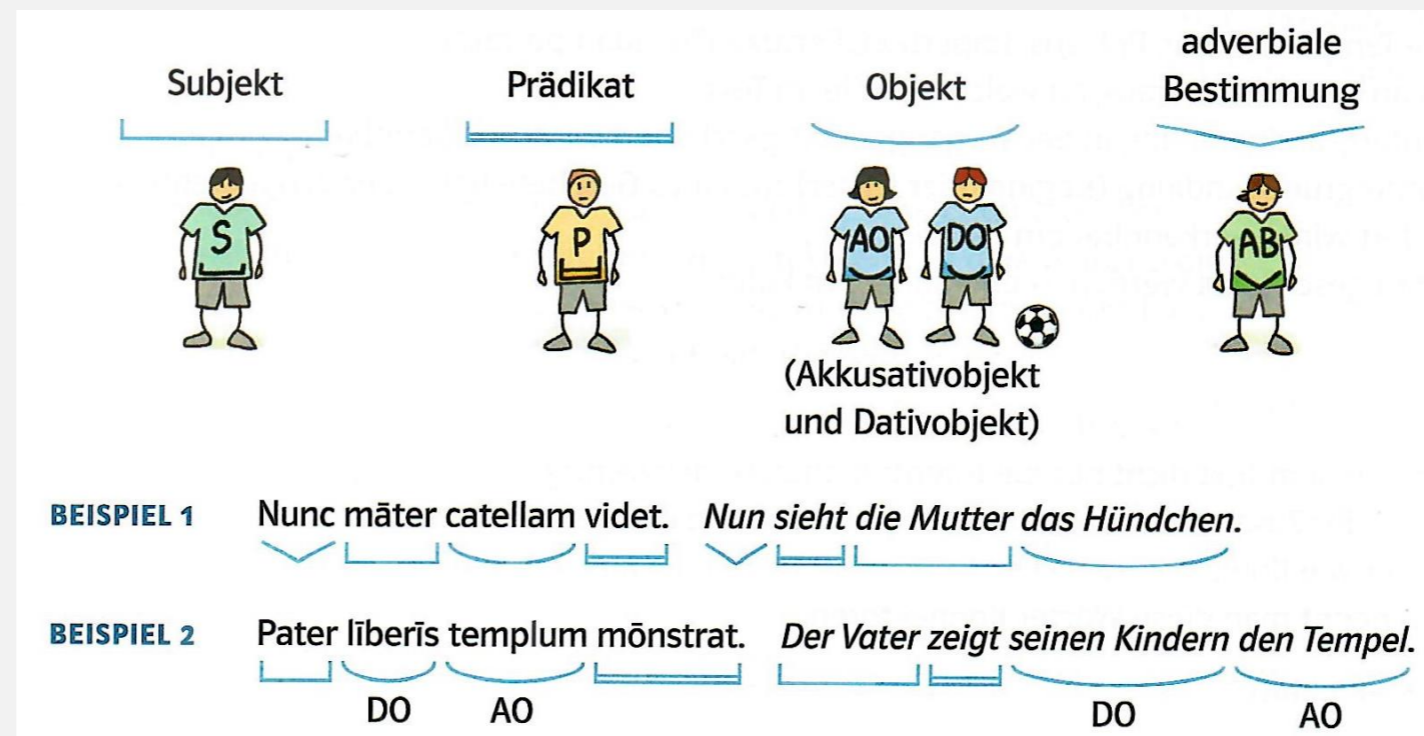 Subjekt Prädikat Objekt adverbiale Bestimmung
S P AO DO AB
(Akkusativobjekt
und Dativobjekt)
BEISPIEL 1 Nunc māter catellam videt. Nun sieht die Mutter das Hündchen.
BEISPIEL 2 Pater līberīs templum mōnstrat. Der Vater zeigt seinen Kindern den Tempel.
DO AO DO AO